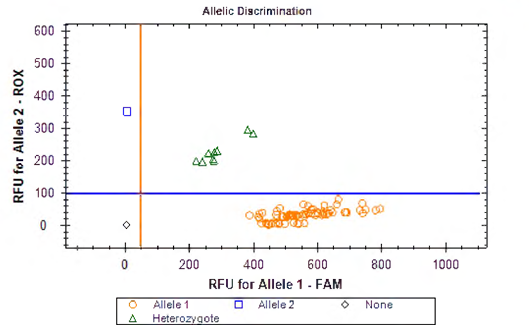 Allelic Discrimination
RFU for Allele 2 - ROX
600
500
400
300
200
100
0
0 200 400 600 800 1000
RFU for Allele 1 - FAM
Allele 1 Allele 2 None
Heterozygote